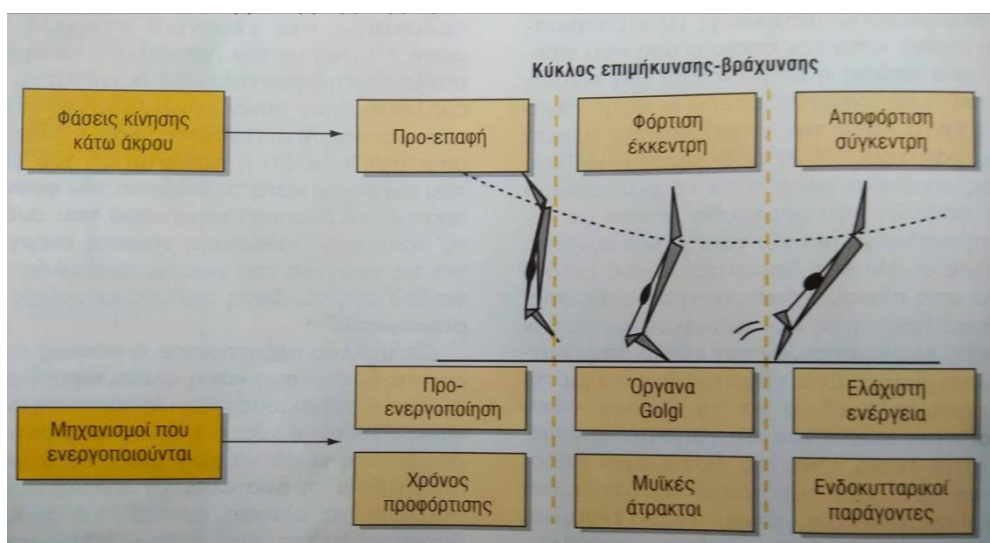 Κύκλος επιμήκυνσης-βράχυνσης
Φάσεις κίνησης
κάτω άκρου
Προ-επαφή
Φόρτιση
έκκεντρη
Αποφόρτιση
σύγκεντρη
Μηχανισμοί που
ενεργοποιούνται
Προ-
ενεργοποίηση
Όργανα
Golgi
Ελάχιστη
ενέργεια
Χρόνος
προφόρτισης
Μυϊκές
άτρακτοι
Ενδοκυτταρικοί
παράγοντες